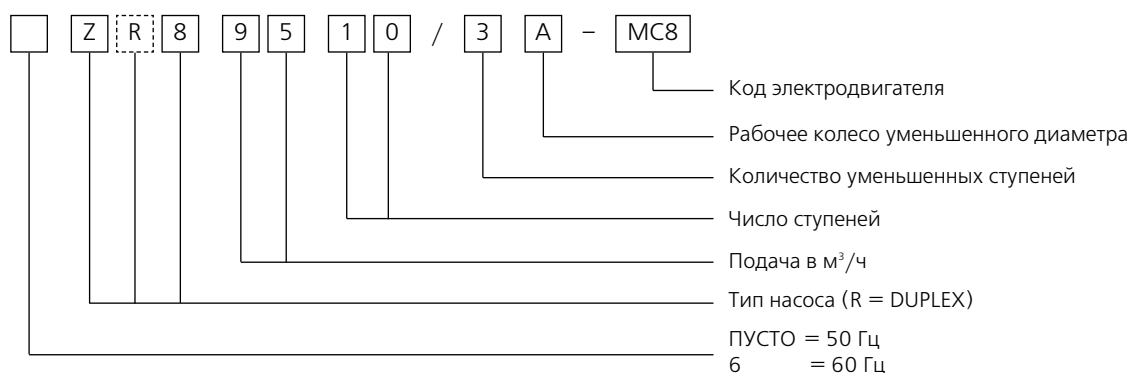 Z R 8 9 5 1 0 / 3 A – MC8
Код электродвигателя
Рабочее колесо уменьшенного диаметра
Количество уменьшенных ступеней
Число ступеней
Подача в м³/ч
Тип насоса (R = DUPLEX)
ПУСТО = 50 Гц
6 = 60 Гц